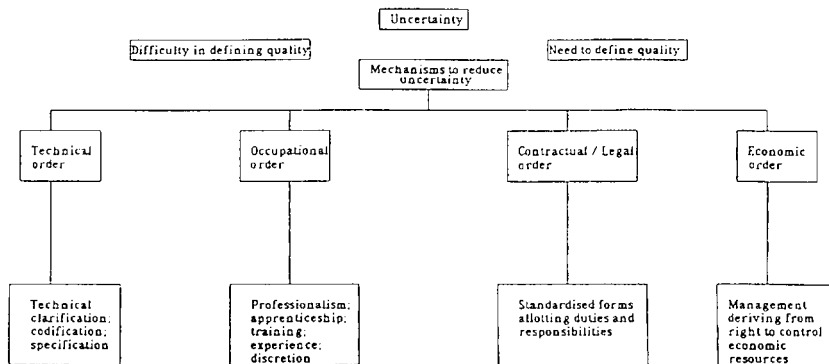 Uncertainty
Difficulty in defining quality
Need to define quality
Mechanisms to reduce
uncertainty
Technical
order
Occupational
order
Contractual / Legal
order
Economic
order
Technical
clarification;
codification;
specification
Professionalism;
apprenticeship;
training;
experience;
discretion
Standardised forms
allotting duties and
responsibilities
Management
deriving from
right to control
economic
resources